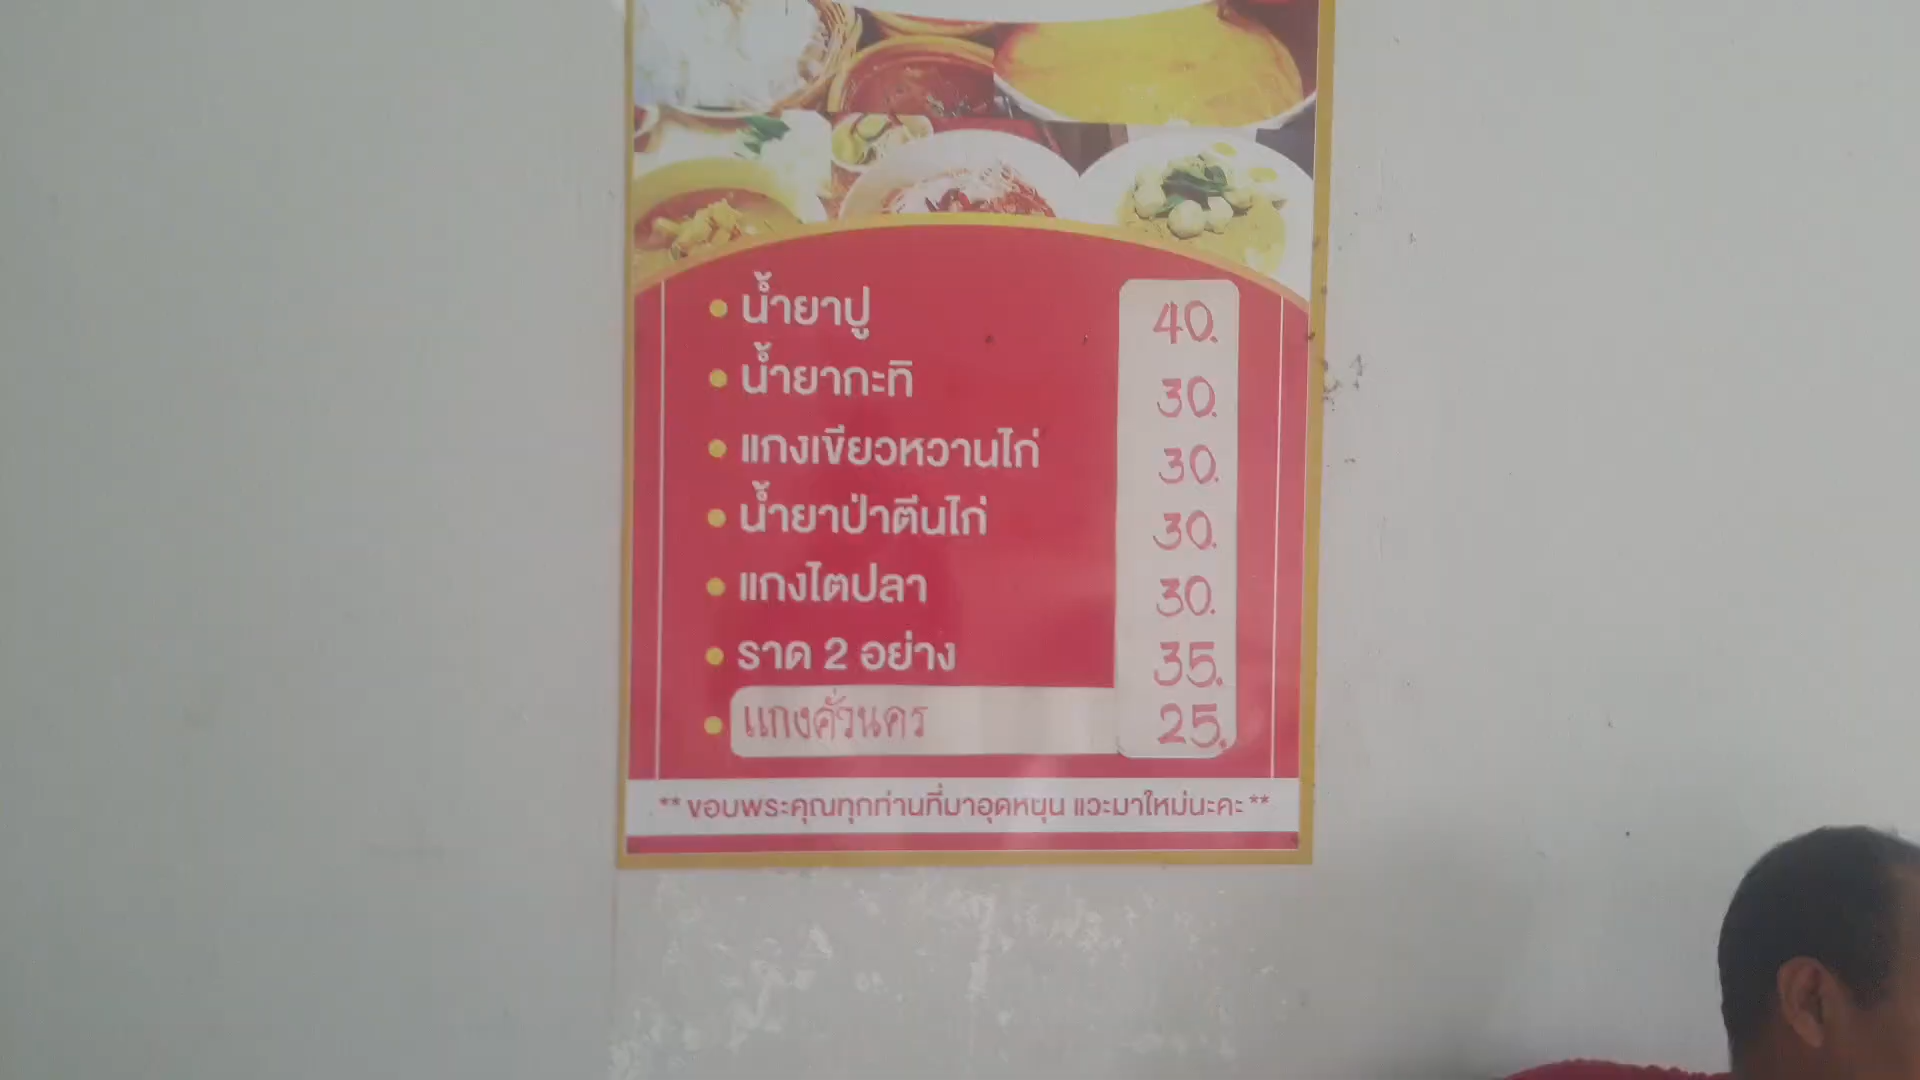 น้ำยาปู 40.
น้ำยากะทิ 30.
แกงเขียวหวานไก่ 30.
น้ำยาป่าตีนไก่ 30.
แกงไตปลา 30.
ราด 2 อย่าง 35.
แกงคั่วนคร 25.
** ขอบพระคุณทุกท่านที่มาอุดหนุน แวะมาใหม่นะคะ **